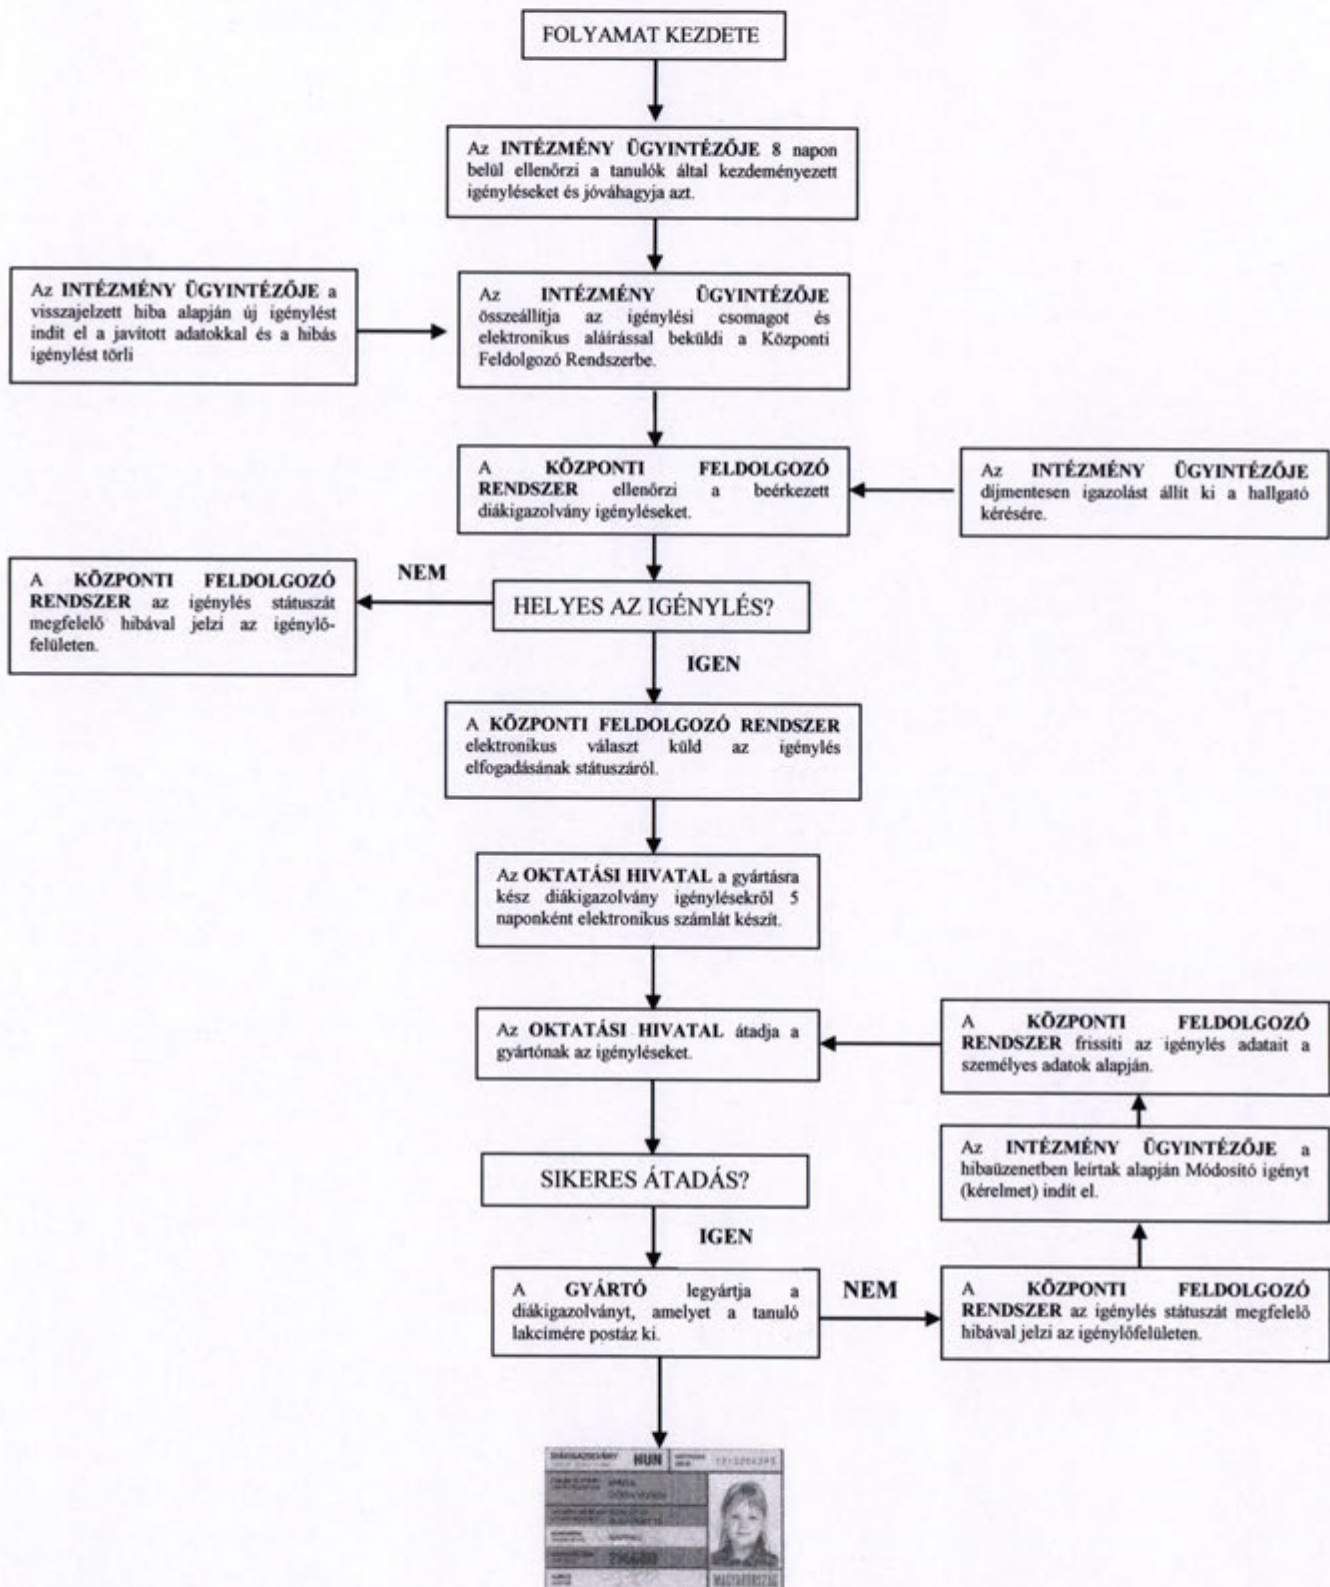 FOLYAMAT KEZDETE
Az INTÉZMÉNY ÜGYINTÉZŐJE 8 napon
belül ellenőrzi a tanulók által kezdeményezett
igényléseket és jóváhagyja azt.
Az INTÉZMÉNY ÜGYINTÉZŐJE a
visszajelzett hiba alapján új igénylést
indít el a javított adatokkal és a hibás
igénylést törli
Az INTÉZMÉNY ÜGYINTÉZŐJE
összeállítja az igénylési csomagot és
elektronikus aláírással beküldi a Központi
Feldolgozó Rendszerbe.
A KÖZPONTI FELDOLGOZÓ
RENDSZER ellenőrzi a beérkezett
diákigazolvány igényléseket.
Az INTÉZMÉNY ÜGYINTÉZŐJE
díjmentesen igazolást állít ki a hallgató
kérésére.
A KÖZPONTI FELDOLGOZÓ
RENDSZER az igénylés státuszát
megfelelő hibával jelzi az igénylő-
felületen.
NEM
HELYES AZ IGÉNYLÉS?
IGEN
A KÖZPONTI FELDOLGOZÓ RENDSZER
elektronikus választ küld az igénylés
elfogadásának státuszáról.
Az OKTATÁSI HIVATAL a gyártásra
kész diákigazolvány igénylésekről 5
naponként elektronikus számlát készít.
Az OKTATÁSI HIVATAL átadja a
gyártónak az igényléseket.
A KÖZPONTI FELDOLGOZÓ
RENDSZER frissíti az igénylés adatait a
személyes adatok alapján.
SIKERES ÁTADÁS?
Az INTÉZMÉNY ÜGYINTÉZŐJE a
hibaüzenetben leírtak alapján Módosító igényt
(kérelmet) indít el.
IGEN
A GYÁRTÓ legyártja a
diákigazolványt, amelyet a tanuló
lakcímére postáz ki.
NEM
A KÖZPONTI FELDOLGOZÓ
RENDSZER az igénylés státuszát megfelelő
hibával jelzi az igénylőfelületen.
DIÁKIGAZOLVÁNY HUN
MAGYARORSZÁG